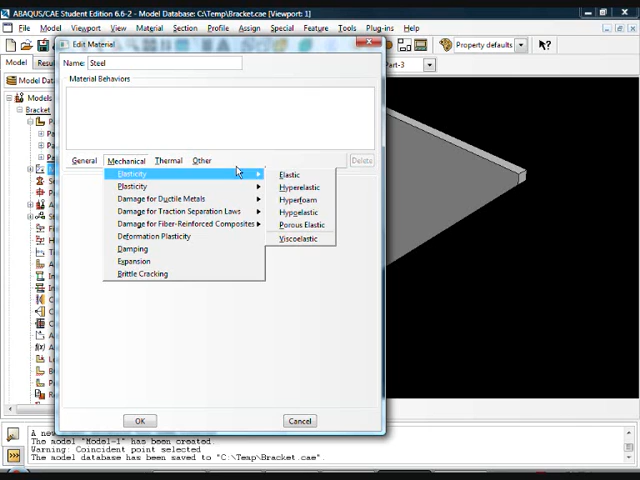 ABAQUS/CAE Student Edition 6.6-2 - Model Database: C:\Temp\Bracket.cae [Viewport: 1]
File Model Viewport View Material Section Profile Assign Special Feature Tools Plug-ins Help
Property defaults
Model Resul
Part-3
Model Data
Models
Bracket
Edit Material
Name: Steel
Material Behaviors
General Mechanical Thermal Other Delete
Elasticity
Plasticity
Damage for Ductile Metals
Damage for Traction Separation Laws
Damage for Fiber-Reinforced Composites
Deformation Plasticity
Damping
Expansion
Brittle Cracking
Elastic
Hyperelastic
Hyperfoam
Hypoelastic
Porous Elastic
Viscoelastic
OK Cancel
The model "Model-1" has been created.
Warning: Coincident point selected
The model database has been saved to "C:\Temp\Bracket.cae".